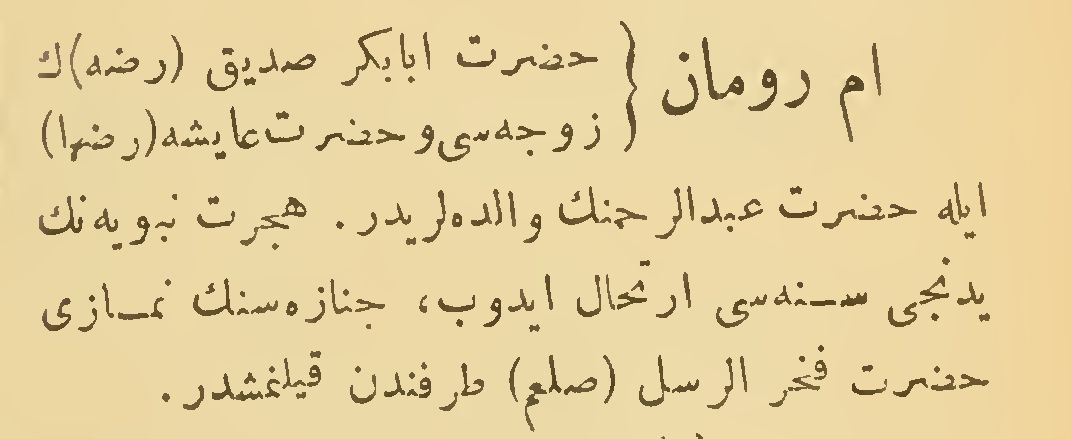 ام رومان { حضرت ابابكر صديق (رضه)ك
زوجه‌سی و حضرت عايشه(رضها)
ايله حضرت عبدالرحمنك والده‌لريدر. هجرت نبويه‌نك
يدنجی سنه‌سی ارتحال ايدوب، جنازه‌سنك نمازی
حضرت فخر الرسل (صلعم) طرفندن قيلنمشدر.